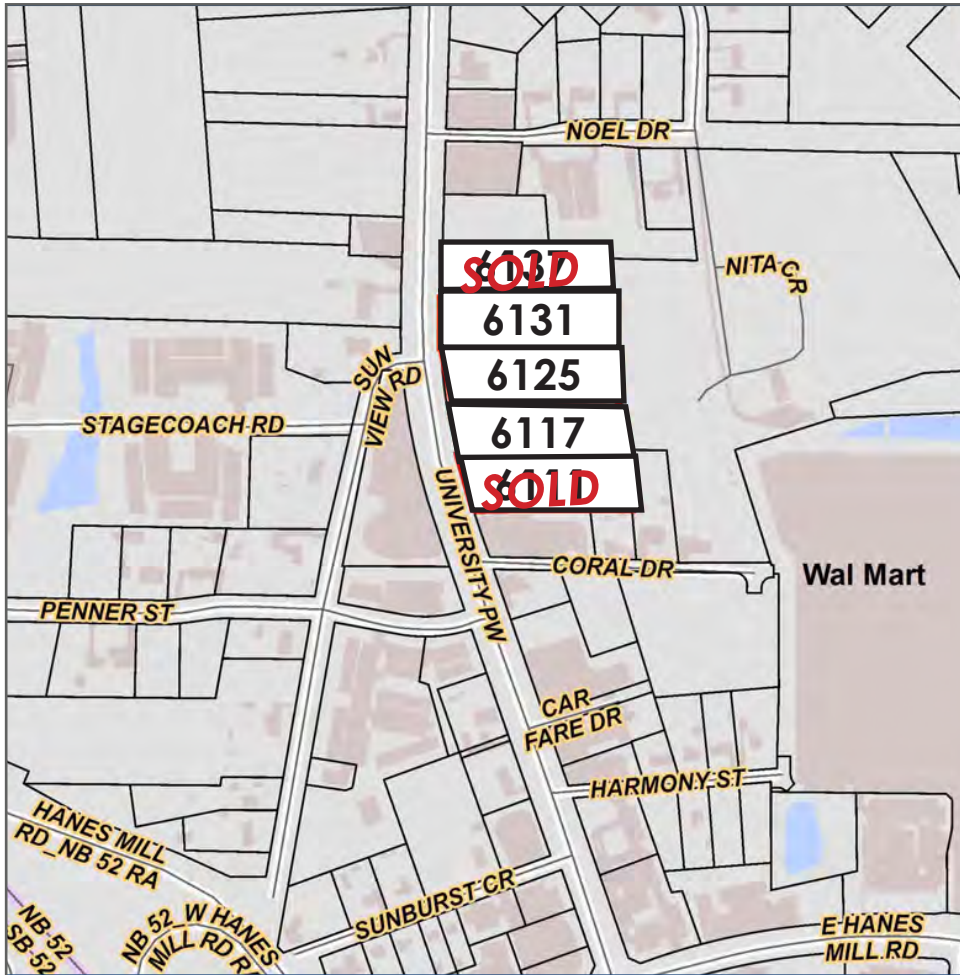 NOEL DR
6137
SOLD
NITA CR
6131
SUN
VIEW RD
6125
STAGECOACH RD
6117
SOLD
UNIVERSITY PW
CORAL DR
Wal Mart
PENNER ST
CAR
FARE DR
HARMONY ST
HANES MILL
RD_NB 52 RA
SUNBURST CR
NB 52_W HANES
MILL RD RA
NB 52
SB 52
E HANES
MILL RD